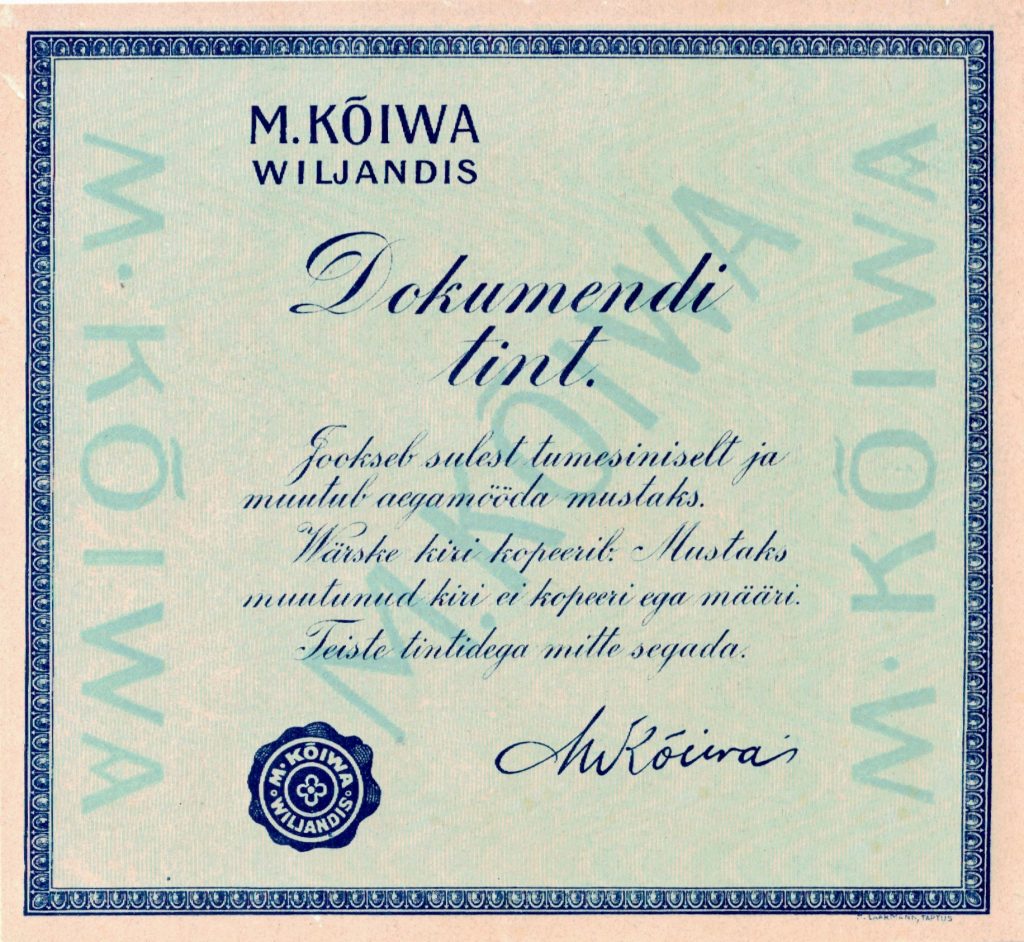 M. KÕIWA
WILJANDIS
Dokumendi
tint.
Jookseb sulest tumesiniselt ja
muutub aegamööda mustaks.
Wärske kiri kopeerib. Mustaks
muutunud kiri ei kopeeri ega määri.
Teiste tintidega mitte segada.
M. KÕIWA
M. KÕIWA
M. KÕIWA
M Kõiwa
M. KÕIWA
WILJANDIS
TARTUS